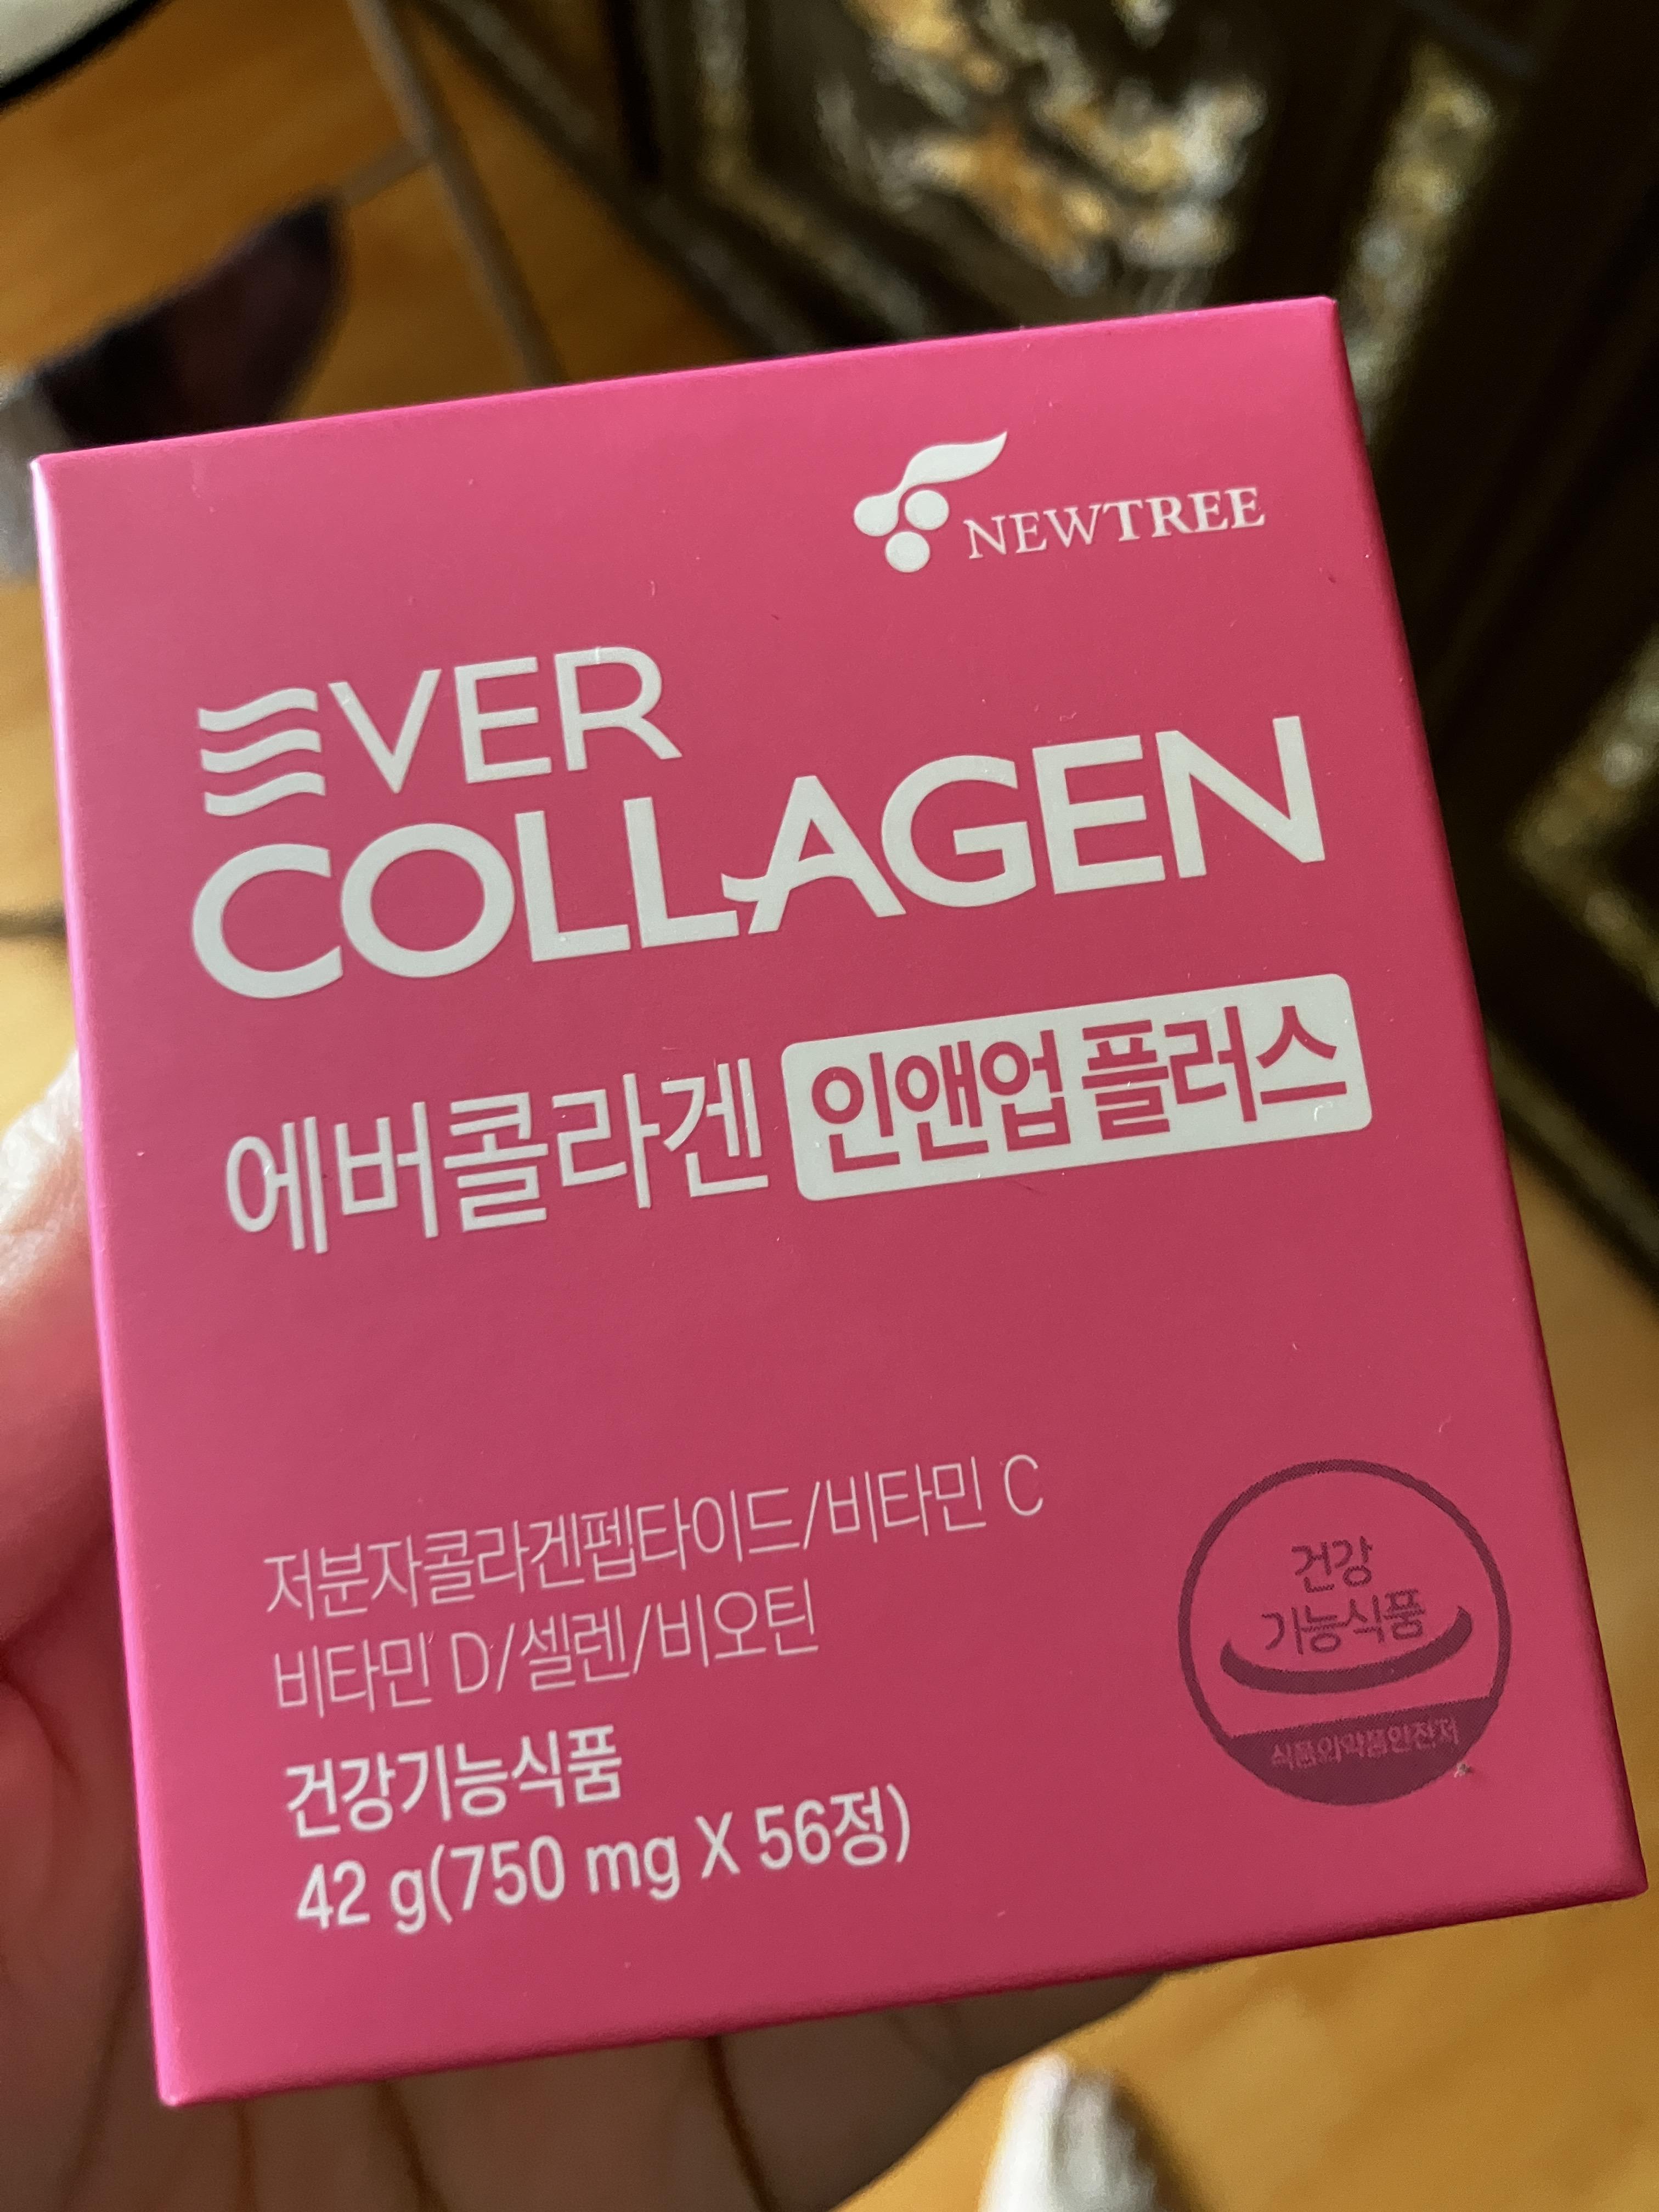 NEWTREE
EVER
COLLAGEN
에버콜라겐 인앤업 플러스
저분자콜라겐펩타이드/비타민 C
비타민 D/셀렌/비오틴
건강기능식품
42 g(750 mg X 56정)
건강
기능식품
식품의약품안전처